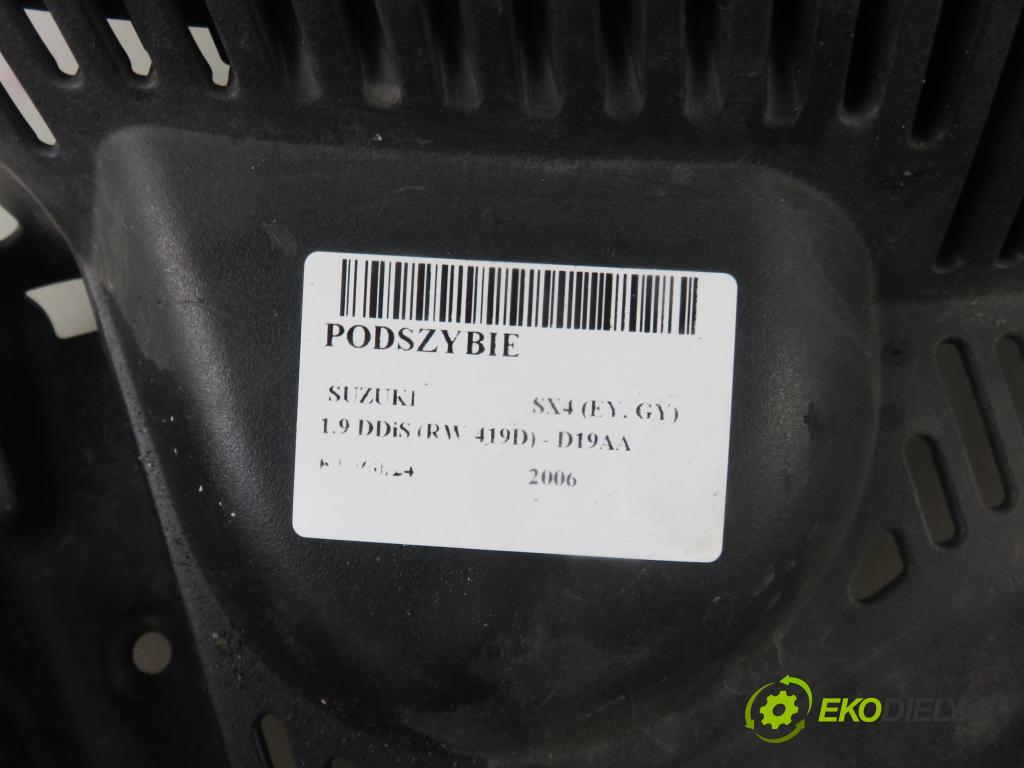 PODSZYBIE
SUZUKI SX4 (EY, GY)
1.9 DDiS (RW 419D) - D19AA
2006
EKODIELY